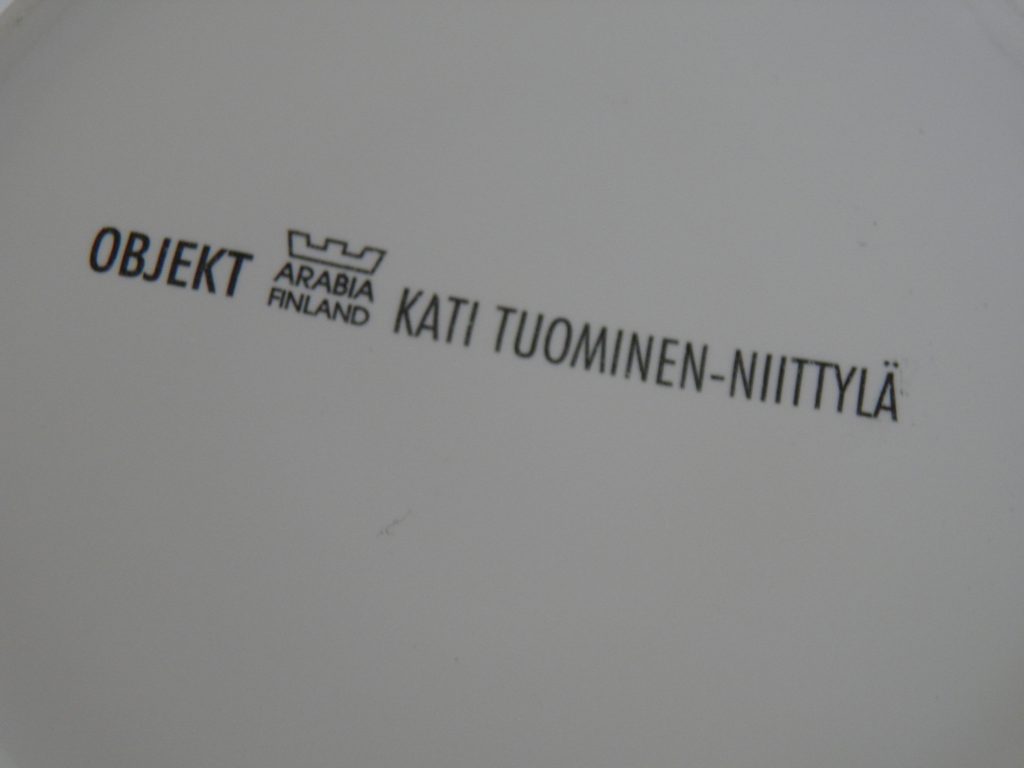 OBJEKT ARABIA FINLAND KATI TUOMINEN-NIITTYLÄ